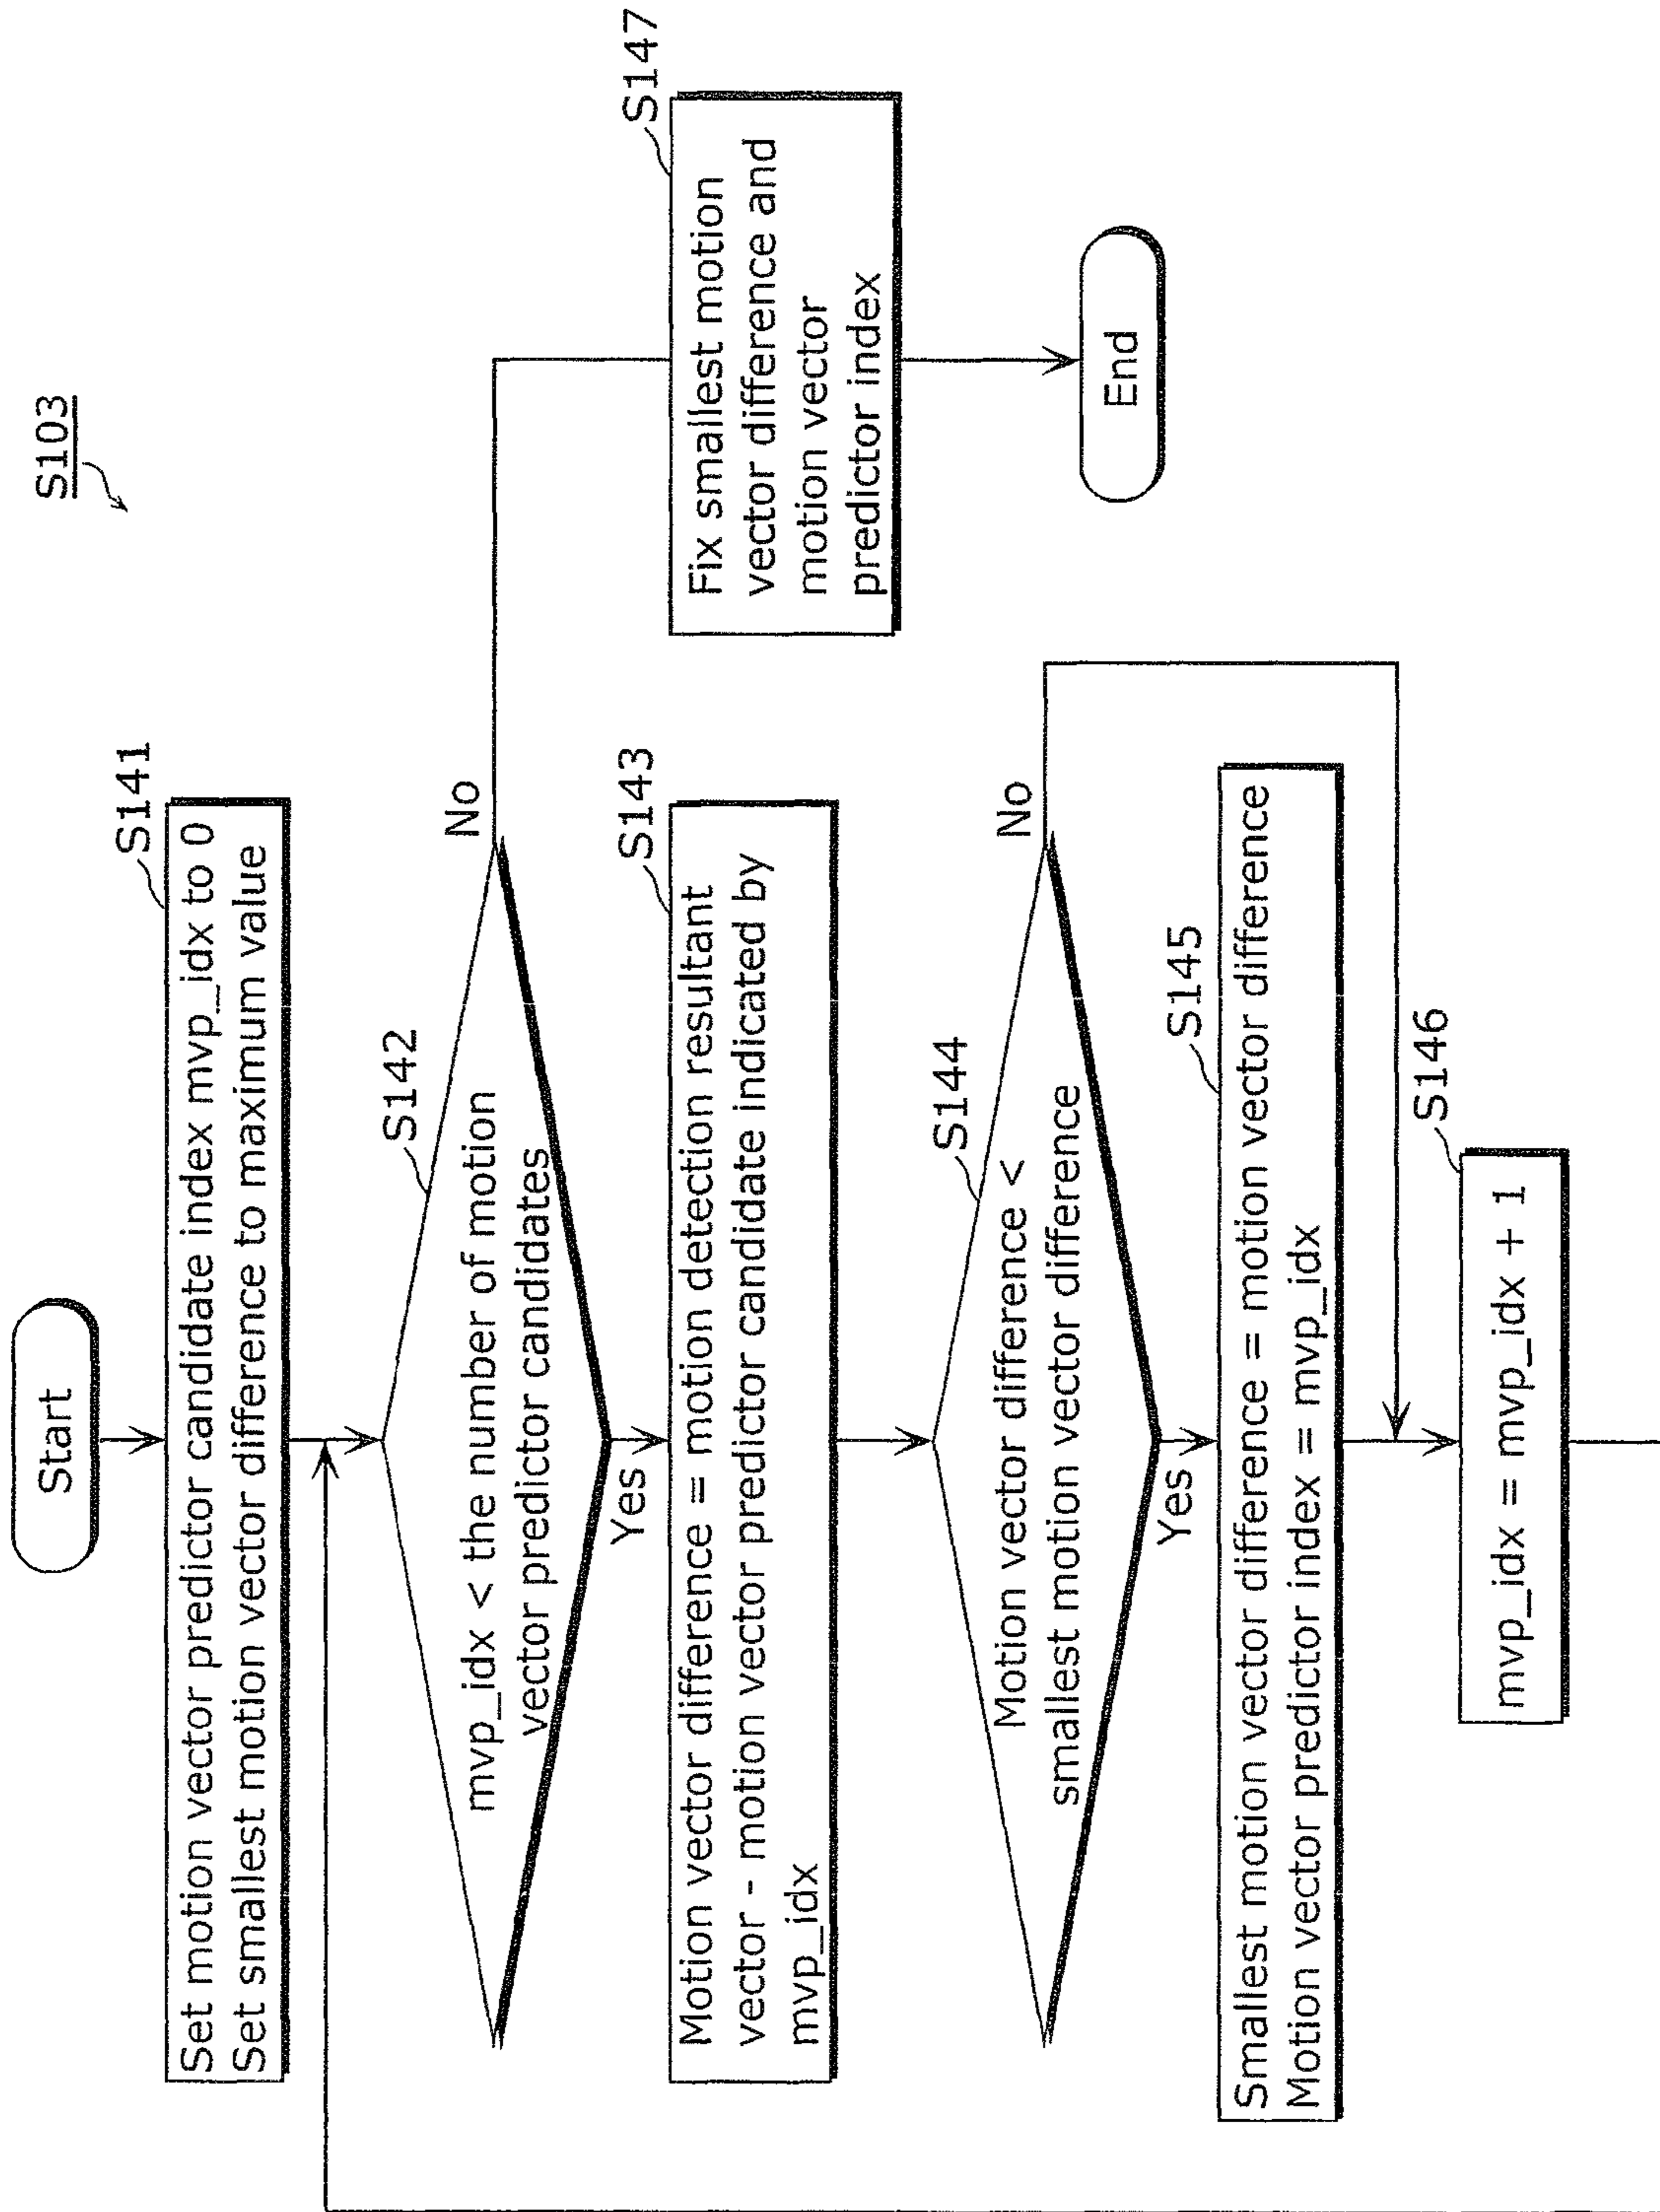 S103
Start
S141
Set motion vector predictor candidate index mvp_idx to 0
Set smallest motion vector difference to maximum value
S142
mvp_idx < the number of motion
vector predictor candidates
No
Yes
S143
Motion vector difference = motion detection resultant
vector - motion vector predictor candidate indicated by
mvp_idx
S144
Motion vector difference <
smallest motion vector difference
No
Yes
S145
Smallest motion vector difference = motion vector difference
Motion vector predictor index = mvp_idx
S146
mvp_idx = mvp_idx + 1
S147
Fix smallest motion
vector difference and
motion vector
predictor index
End